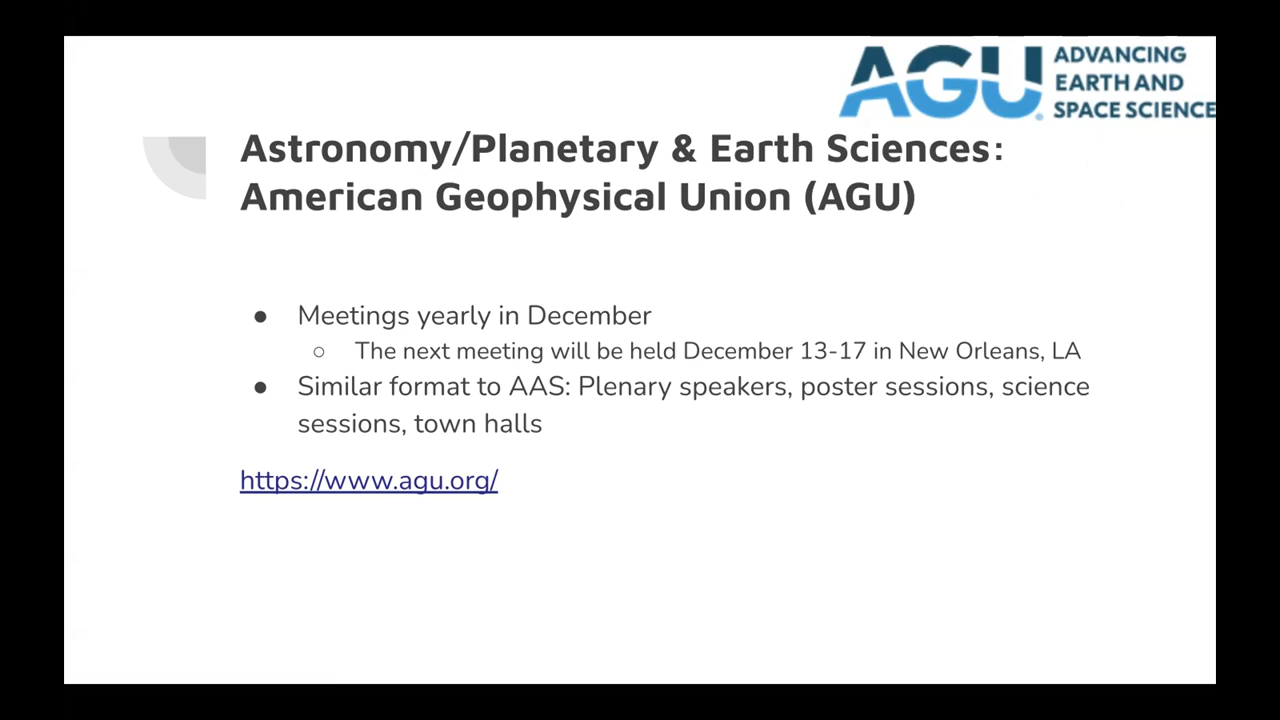 AGU ADVANCING
EARTH AND
SPACE SCIENCE
Astronomy/Planetary & Earth Sciences:
American Geophysical Union (AGU)
● Meetings yearly in December
○ The next meeting will be held December 13-17 in New Orleans, LA
● Similar format to AAS: Plenary speakers, poster sessions, science
sessions, town halls
https://www.agu.org/